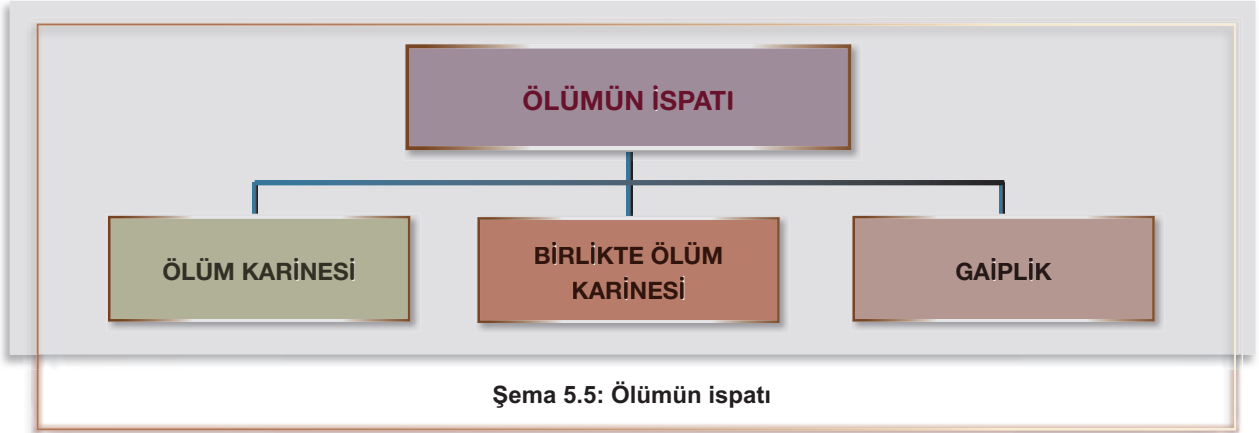 ÖLÜMÜN İSPATI
ÖLÜM KARİNESİ
BİRLİKTE ÖLÜM
KARİNESİ
GAİPLİK
Şema 5.5: Ölümün ispatı